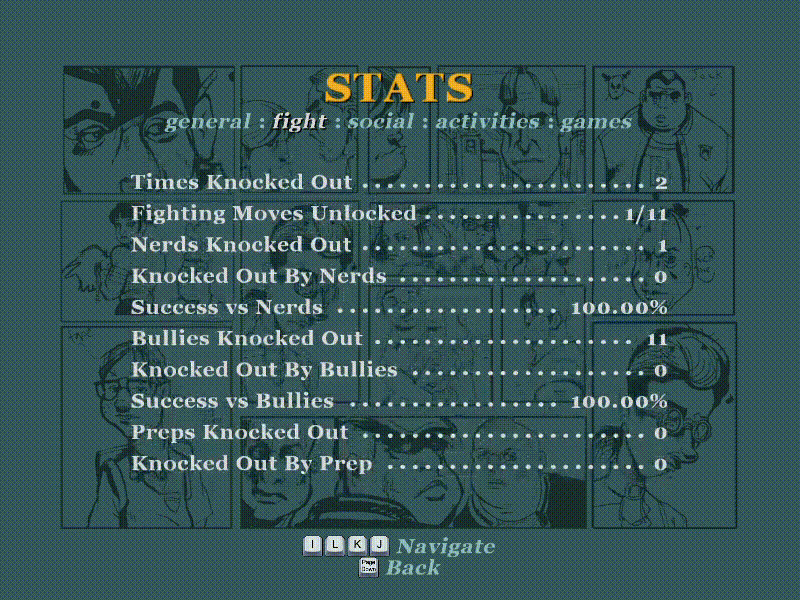 STATS
general : fight : social : activities : games
Times Knocked Out ........................ 2
Fighting Moves Unlocked ................ 1/11
Nerds Knocked Out ....................... 1
Knocked Out By Nerds .................... 0
Success vs Nerds .................. 100.00%
Bullies Knocked Out ..................... 11
Knocked Out By Bullies .................. 0
Success vs Bullies ................. 100.00%
Preps Knocked Out ....................... 0
Knocked Out By Prep ..................... 0
I L K J Navigate
Page Down Back